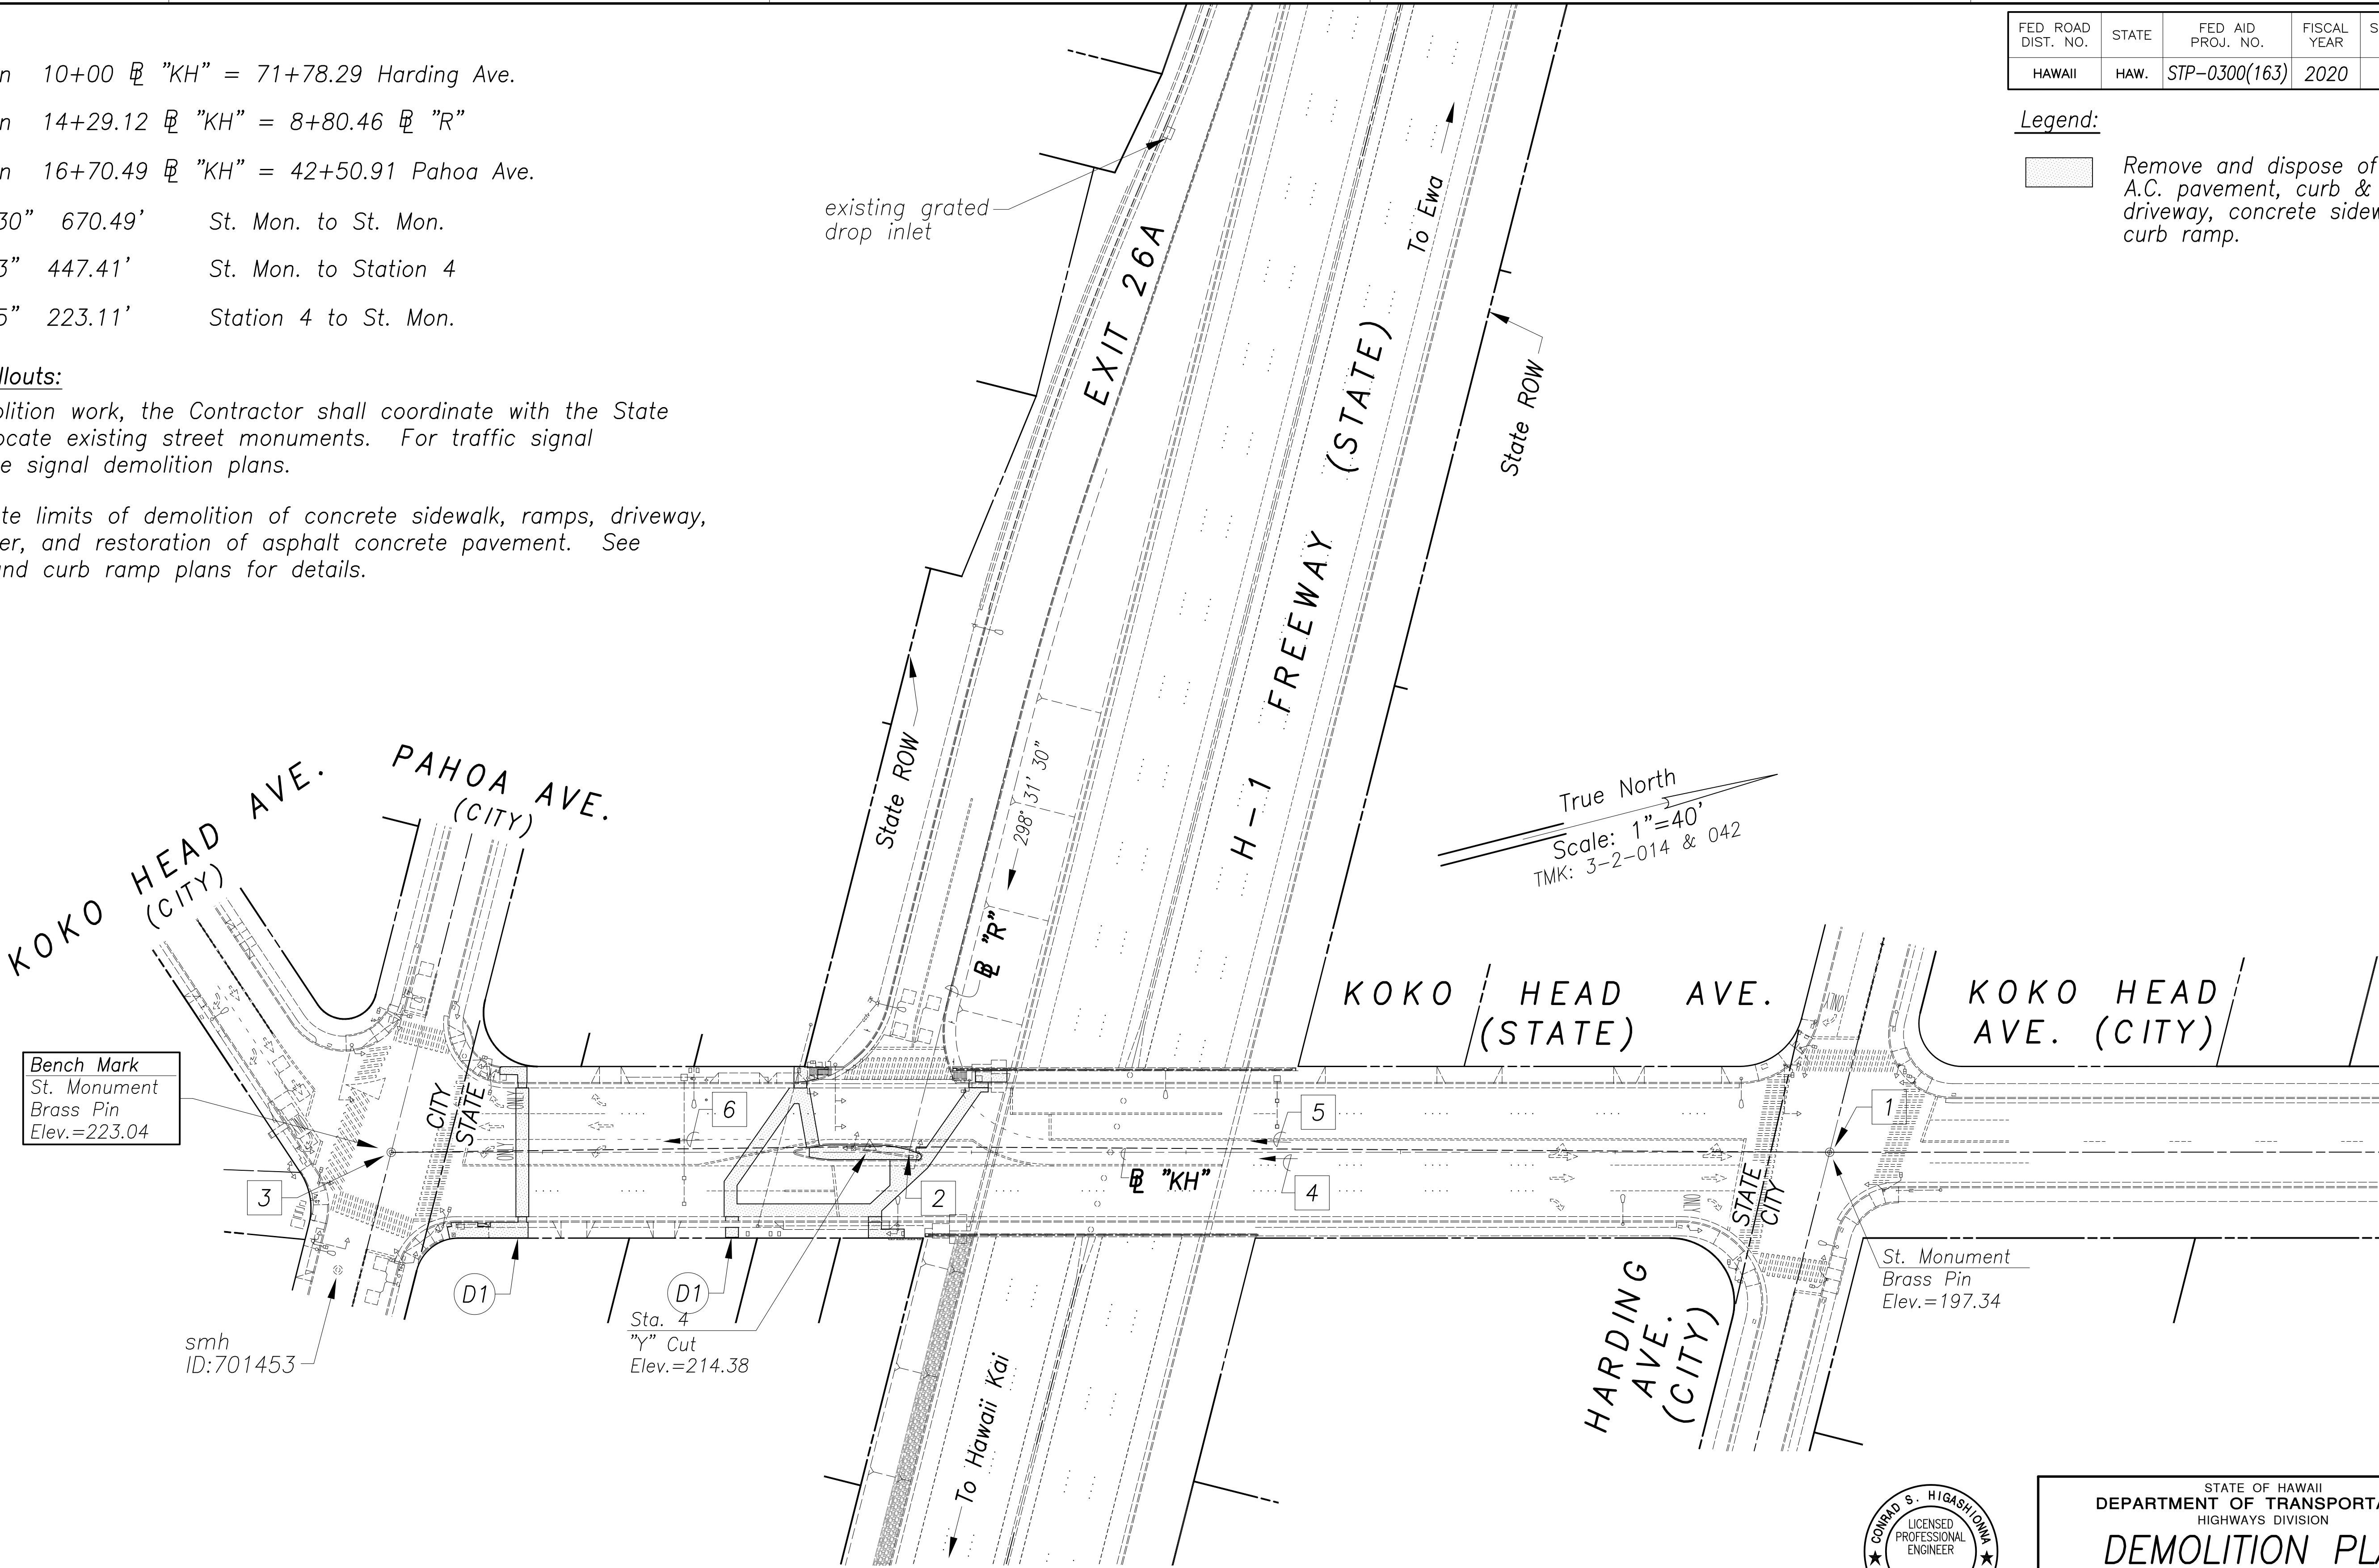 n 10+00 ℄ "KH" = 71+78.29 Harding Ave.
n 14+29.12 ℄ "KH" = 8+80.46 ℄ "R"
n 16+70.49 ℄ "KH" = 42+50.91 Pahoa Ave.
30" 670.49' St. Mon. to St. Mon.
3" 447.41' St. Mon. to Station 4
5" 223.11' Station 4 to St. Mon.
llouts:
olition work, the Contractor shall coordinate with the State
ocate existing street monuments. For traffic signal
e signal demolition plans.
te limits of demolition of concrete sidewalk, ramps, driveway,
er, and restoration of asphalt concrete pavement. See
and curb ramp plans for details.
FED ROAD DIST. NO. STATE FED AID PROJ. NO. FISCAL YEAR S
HAWAII HAW. STP-0300(163) 2020
Legend:
Remove and dispose of
A.C. pavement, curb &
driveway, concrete sidew
curb ramp.
existing grated
drop inlet
EXIT 26A
To Ewa
H-1 FREEWAY (STATE)
State ROW
State ROW
298° 31' 30"
℄ "R"
True North
Scale: 1"=40'
TMK: 3-2-014 & 042
KOKO HEAD AVE.
(CITY)
PAHOA AVE.
(CITY)
KOKO HEAD AVE.
(STATE)
KOKO HEAD
AVE. (CITY)
Bench Mark
St. Monument
Brass Pin
Elev.=223.04
CITY
STATE
ONLY
ONLY
ONLY
ONLY
6
5
1
3
2
4
℄ "KH"
STATE
CITY
D1
D1
Sta. 4
"Y" Cut
Elev.=214.38
smh
ID:701453
St. Monument
Brass Pin
Elev.=197.34
HARDING
AVE.
(CITY)
To Hawaii Kai
CONRAD S. HIGASHIONNA
LICENSED
PROFESSIONAL
ENGINEER
STATE OF HAWAII
DEPARTMENT OF TRANSPORTA
HIGHWAYS DIVISION
DEMOLITION PLA